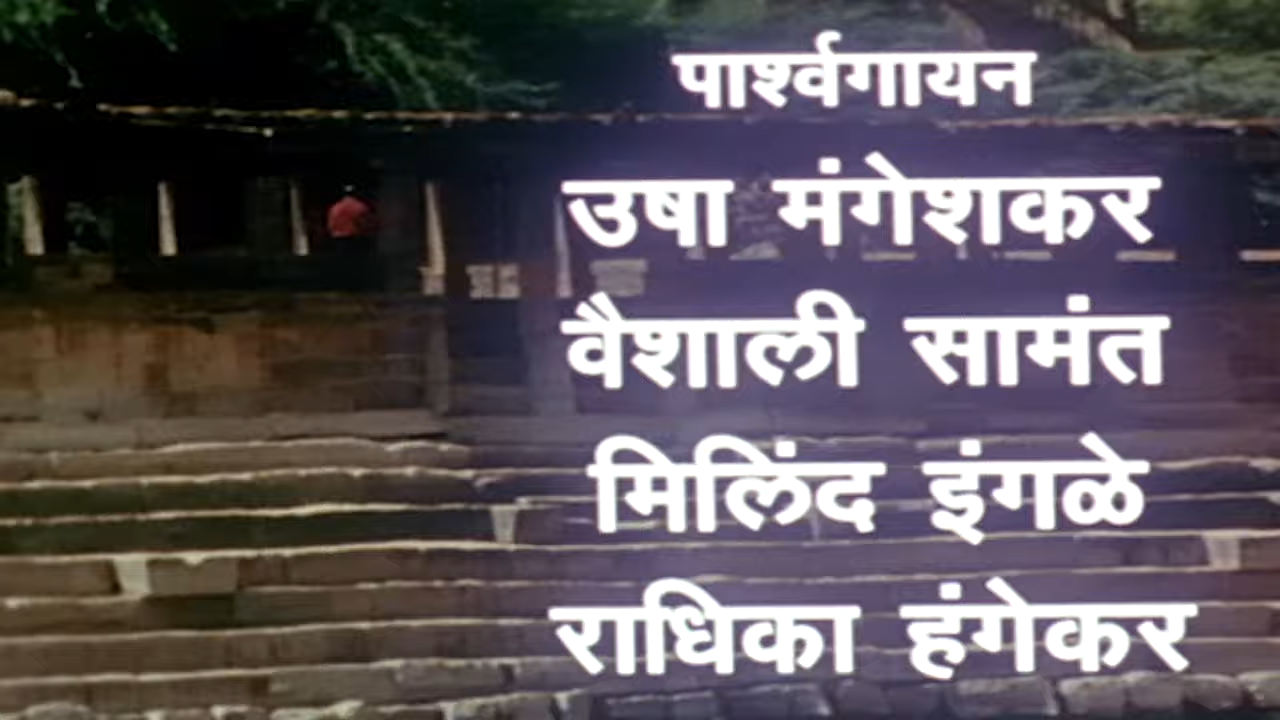 पार्श्वगायन
उषा मंगेशकर
वैशाली सामंत
मिलिंद इंगळे
राधिका हंगेकर